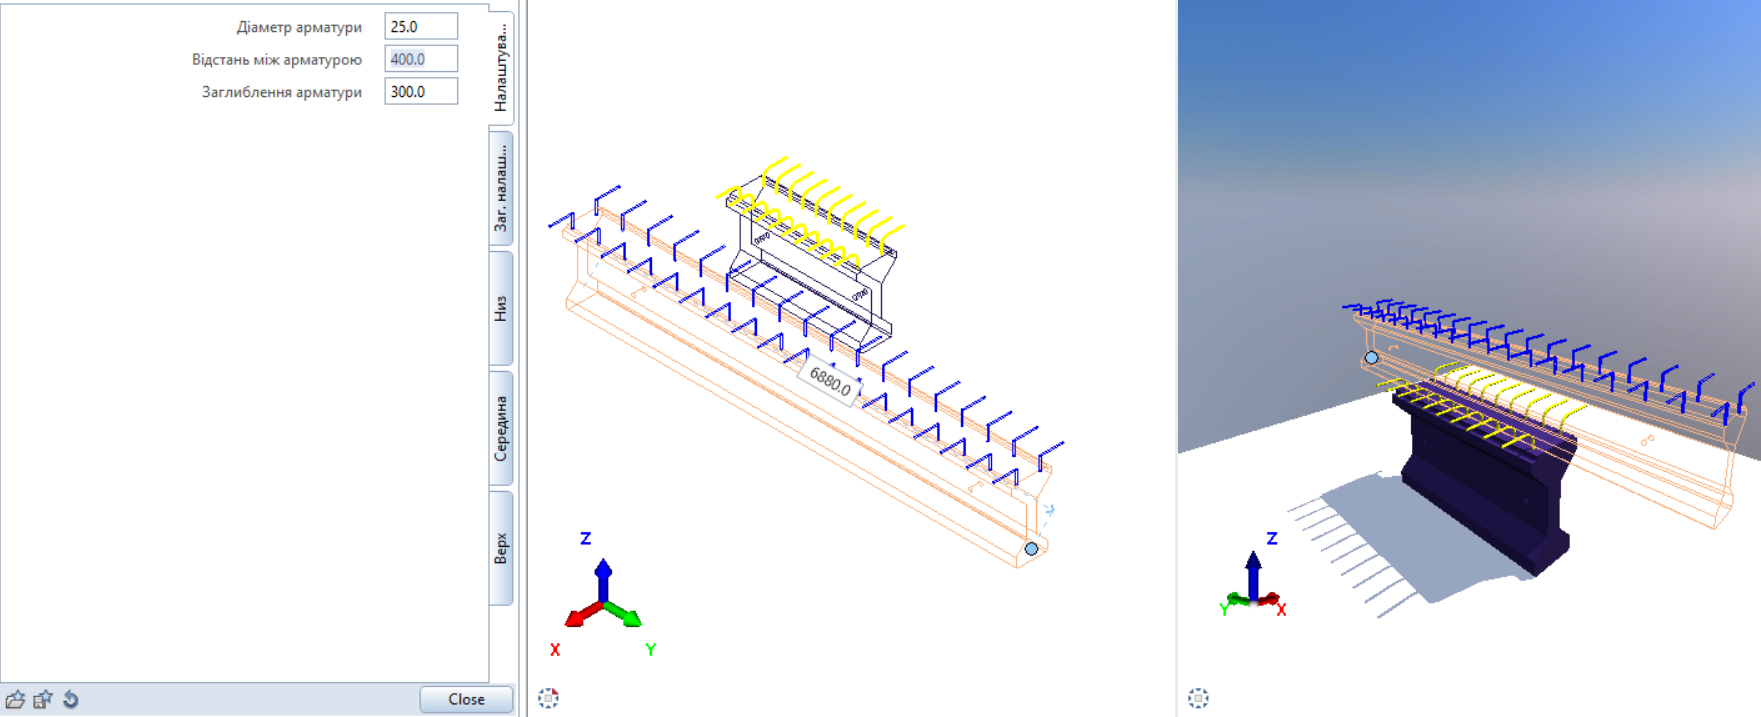 Діаметр арматури 25.0
Відстань між арматурою 400.0
Заглиблення арматури 300.0
Налаштува...
Заг. налаш...
Низ
Середина
Верх
Close
6880.0
Z
X
Y
Z
Y
X